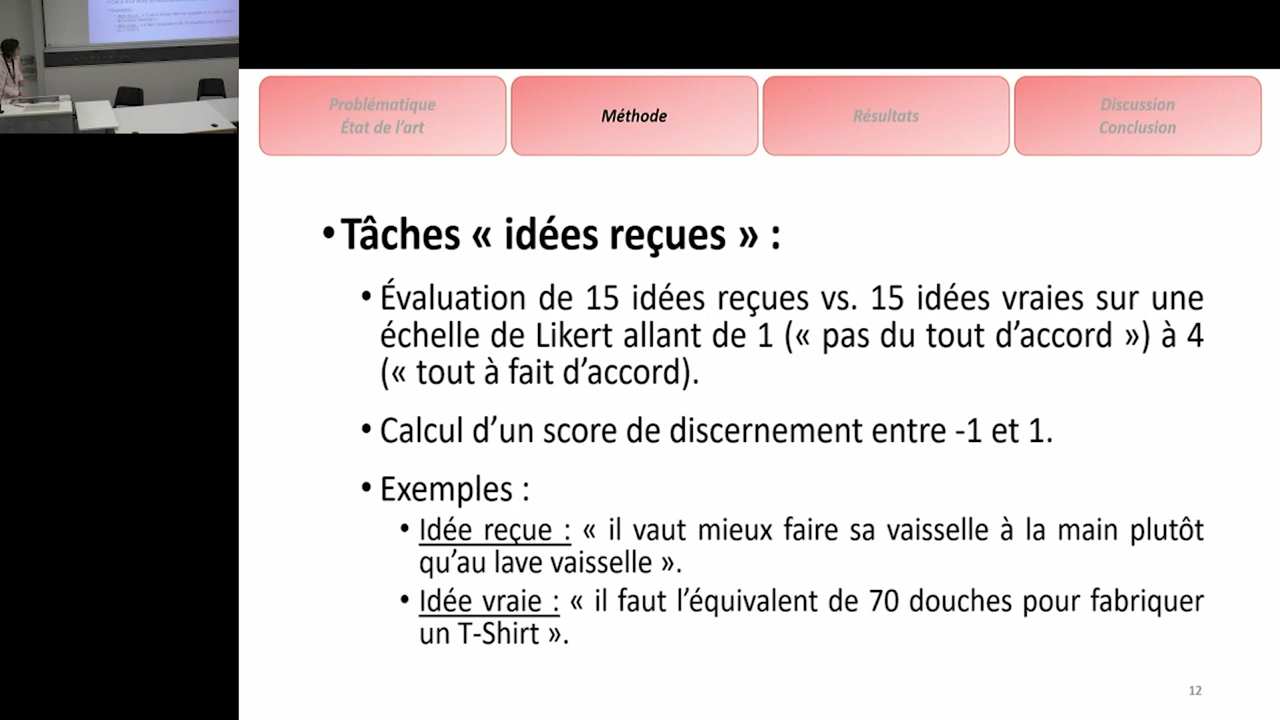 Problématique
État de l'art
Méthode
Résultats
Discussion
Conclusion
•Tâches « idées reçues » :
• Évaluation de 15 idées reçues vs. 15 idées vraies sur une
échelle de Likert allant de 1 (« pas du tout d'accord ») à 4
(« tout à fait d'accord).
• Calcul d'un score de discernement entre -1 et 1.
• Exemples :
• Idée reçue : « il vaut mieux faire sa vaisselle à la main plutôt
qu'au lave vaisselle ».
• Idée vraie : « il faut l'équivalent de 70 douches pour fabriquer
un T-Shirt ».
12